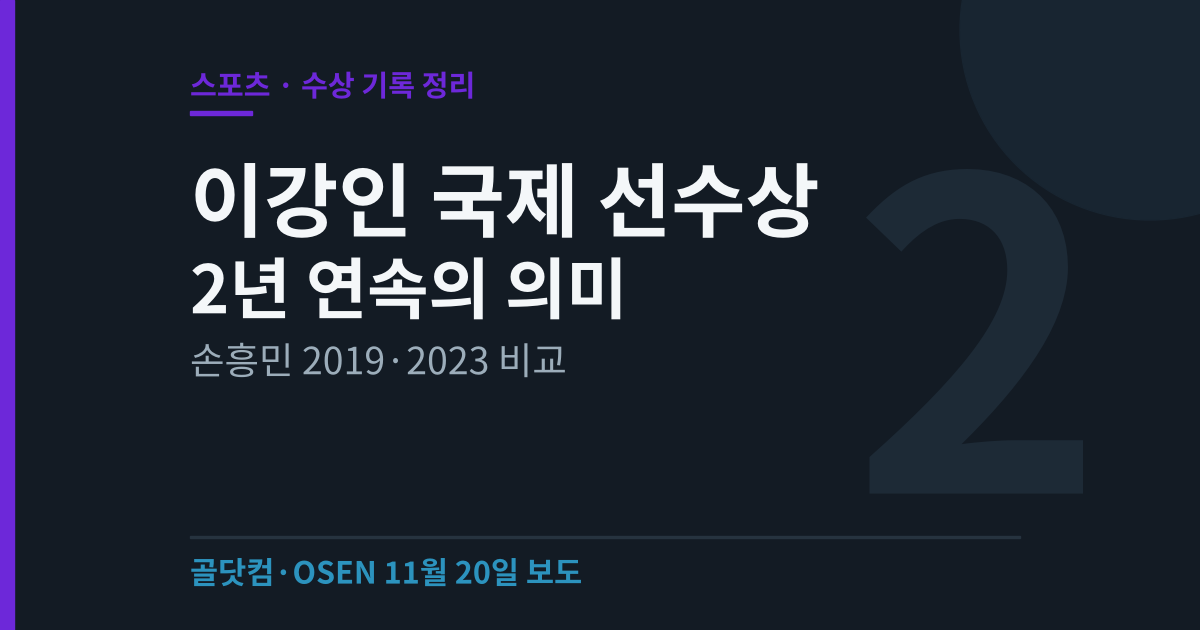 스포츠 · 수상 기록 정리
이강인 국제 선수상
2년 연속의 의미
손흥민 2019·2023 비교
2
골닷컴·OSEN 11월 20일 보도